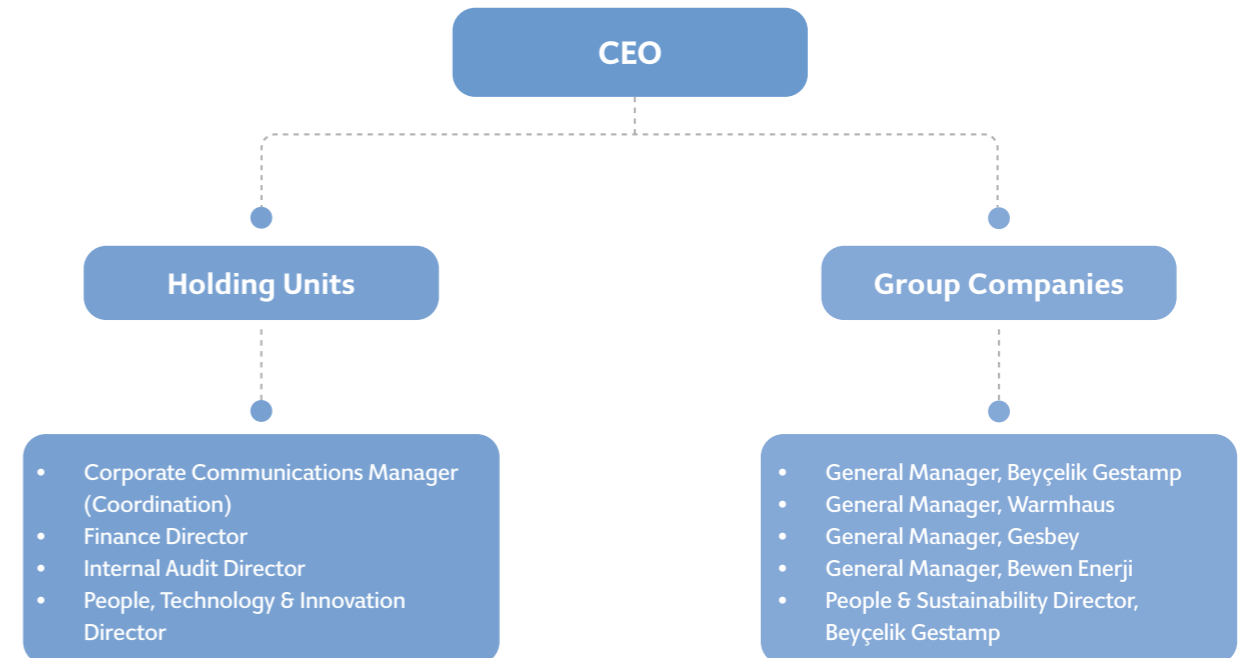 CEO
Holding Units
Group Companies
• Corporate Communications Manager
(Coordination)
• Finance Director
• Internal Audit Director
• People, Technology & Innovation
Director
• General Manager, Beyçelik Gestamp
• General Manager, Warmhaus
• General Manager, Gesbey
• General Manager, Bewen Enerji
• People & Sustainability Director,
Beyçelik Gestamp